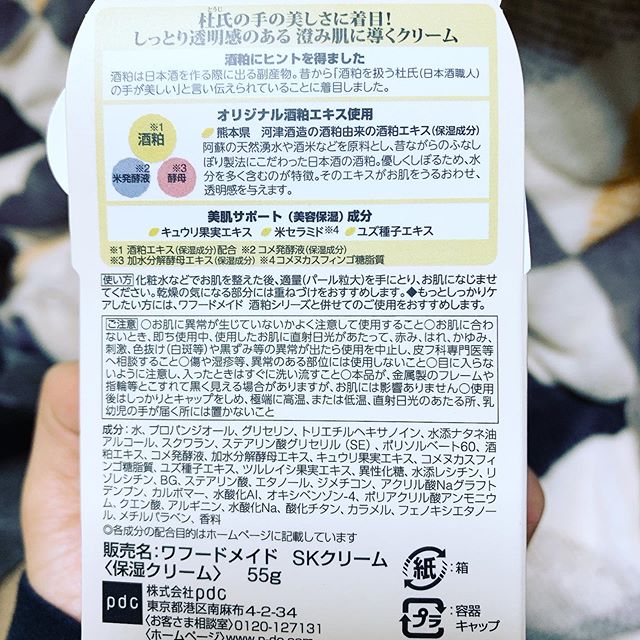 杜氏の手の美しさに着目!
とうじ
しっとり透明感のある 澄み肌に導くクリーム
酒粕にヒントを得ました
酒粕は日本酒を作る際に出る副産物。昔から「酒粕を扱う杜氏(日本酒職人)
の手が美しい」と言い伝えられていることに着目しました。
オリジナル酒粕エキス使用
※1
酒粕
※2
米発酵液
※3
酵母
熊本県 河津酒造の酒粕由来の酒粕エキス(保湿成分)
阿蘇の天然湧水や酒米などを原料とし、昔ながらのふなし
ぼり製法にこだわった日本酒の酒粕。優しくしぼるため、水
分を多く含むのが特徴。そのエキスがお肌をうるおわせ、
透明感を与えます。
美肌サポート (美容保湿) 成分
キュウリ果実エキス 米セラミド※4 ユズ種子エキス
※1 酒粕エキス(保湿成分)配合 ※2 コメ発酵液(保湿成分)
※3 加水分解酵母エキス(保湿成分) ※4コメヌカスフィンゴ糖脂質
使い方 化粧水などでお肌を整えた後、適量(パール粒大)を手にとり、お肌になじませ
てください。乾燥の気になる部分には重ねづけをおすすめします。◆もっとしっかりケ
アしたい方には、ワフードメイド 酒粕シリーズと併せてのご使用をおすすめします。
ご注意 ○お肌に異常が生じていないかよく注意して使用すること○お肌に合わ
ないとき、即ち使用中、使用したお肌に直射日光があたって、赤み、はれ、かゆみ、
刺激、色抜け(白斑等)や黒ずみ等の異常が出たら使用を中止し、皮フ科専門医等
へ相談すること○傷や湿疹等、異常のある部位には使用しないこと○目に入らな
いように注意し、入ったときはすぐに洗い流すこと○本品が、金属製のフレームや
指輪等とこすれて黒く見える場合がありますが、お肌には影響ありません○使用
後はしっかりとキャップをしめ、極端に高温、または低温、直射日光のあたる所、乳
幼児の手が届く所には置かないこと
成分:水、プロパンジオール、グリセリン、トリエチルヘキサノイン、水添ナタネ油
アルコール、スクワラン、ステアリン酸グリセリル (SE) 、ポリソルベート60、酒
粕エキス、コメ発酵液、加水分解酵母エキス、キュウリ果実エキス、コメヌカスフィ
ンゴ糖脂質、ユズ種子エキス、ツルレイシ果実エキス、異性化糖、水添レシチン、リ
ゾレシチン、BG、ステアリン酸、エタノール、ジメチコン、アクリル酸Naグラフト
デンプン、カルボマー、水酸化Al、オキシベンゾン-4、ポリアクリル酸アンモニウ
ム、クエン酸、アルギニン、水酸化Na、酸化チタン、カラメル、フェノキシエタノー
ル、メチルパラベン、香料
◎各成分の配合目的はホームページに記載しています
販売名:ワフードメイド SKクリーム
〈保湿クリーム〉 55g
pdc
株式会社pdc
東京都港区南麻布4-2-34
〈お客さま相談室〉0120-127131
〈ホームページ〉
紙 :箱
プラ :容器
キャップ